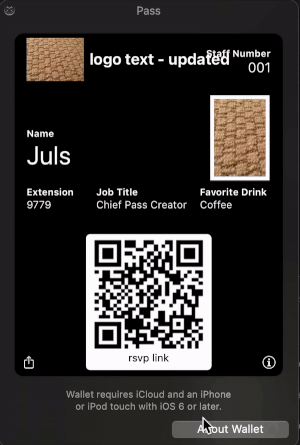 Pass
logo text - updated
Staff Number
001
Name
Juls
Extension
Job Title
Favorite Drink
9779
Chief Pass Creator
Coffee
rsvp link
Wallet requires iCloud and an iPhone
or iPod touch with iOS 6 or later.
About Wallet